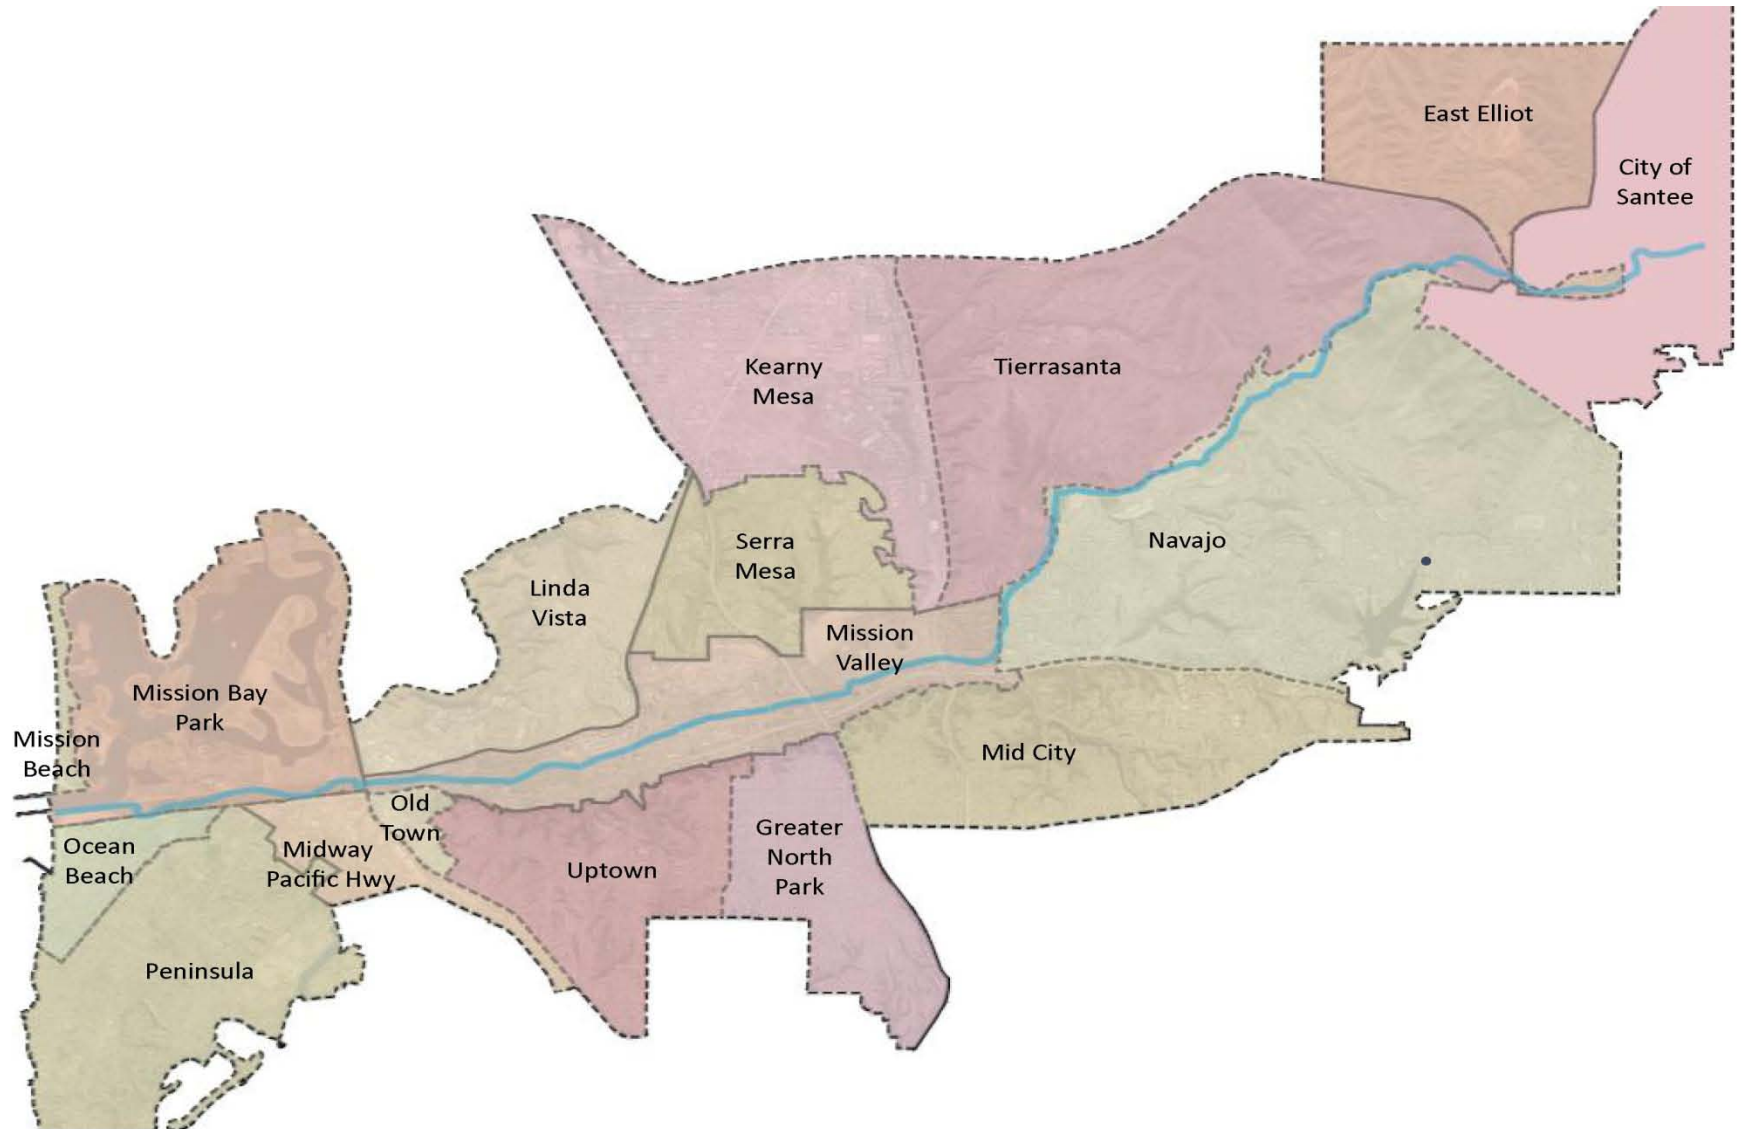 East Elliot
City of
Santee
Kearny
Mesa
Tierrasanta
Serra
Mesa
Navajo
Linda
Vista
Mission
Valley
Mission Bay
Park
Mission
Beach
Mid City
Old
Town
Ocean
Beach
Midway
Pacific Hwy
Uptown
Greater
North
Park
Peninsula